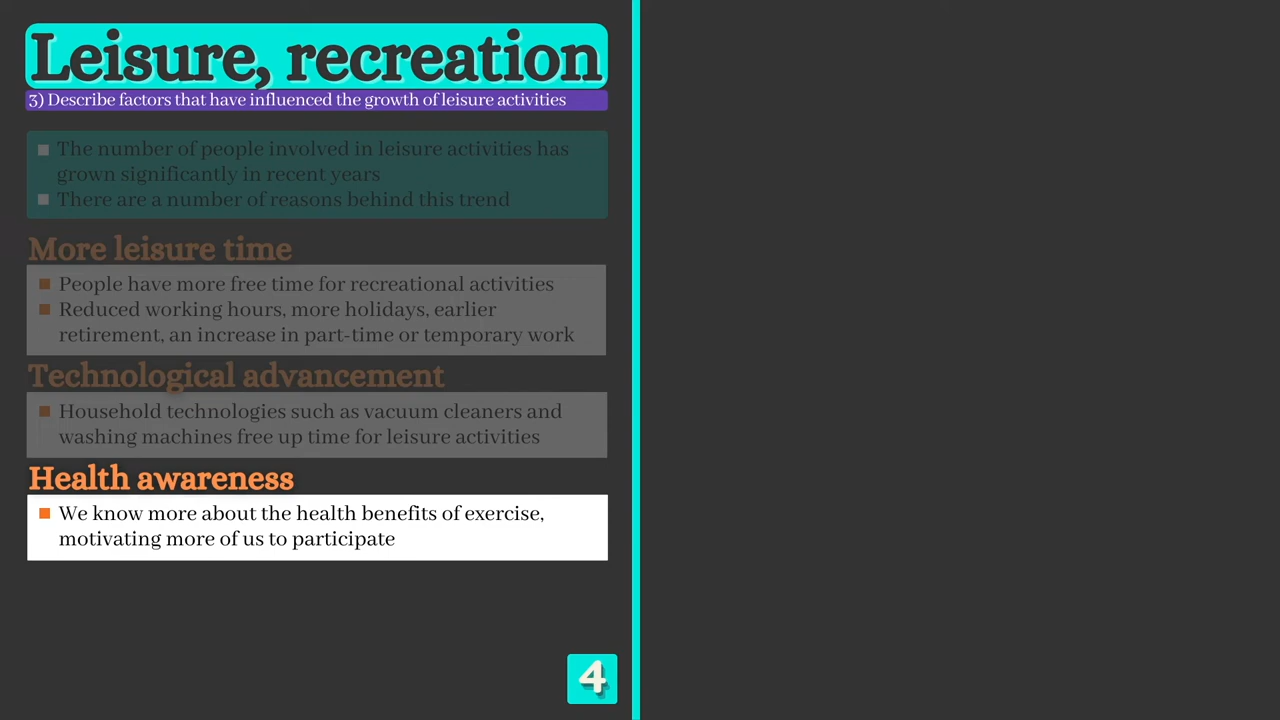 Leisure, recreation
3) Describe factors that have influenced the growth of leisure activities
The number of people involved in leisure activities has
grown significantly in recent years
There are a number of reasons behind this trend
More leisure time
People have more free time for recreational activities
Reduced working hours, more holidays, earlier
retirement, an increase in part-time or temporary work
Technological advancement
Household technologies such as vacuum cleaners and
washing machines free up time for leisure activities
Health awareness
We know more about the health benefits of exercise,
motivating more of us to participate
4